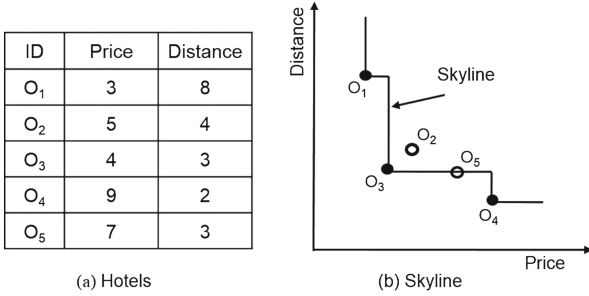 ID Price Distance
O1 3 8
O2 5 4
O3 4 3
O4 9 2
O5 7 3
(a) Hotels
Distance
Skyline
O1
O2
O5
O3
O4
Price
(b) Skyline